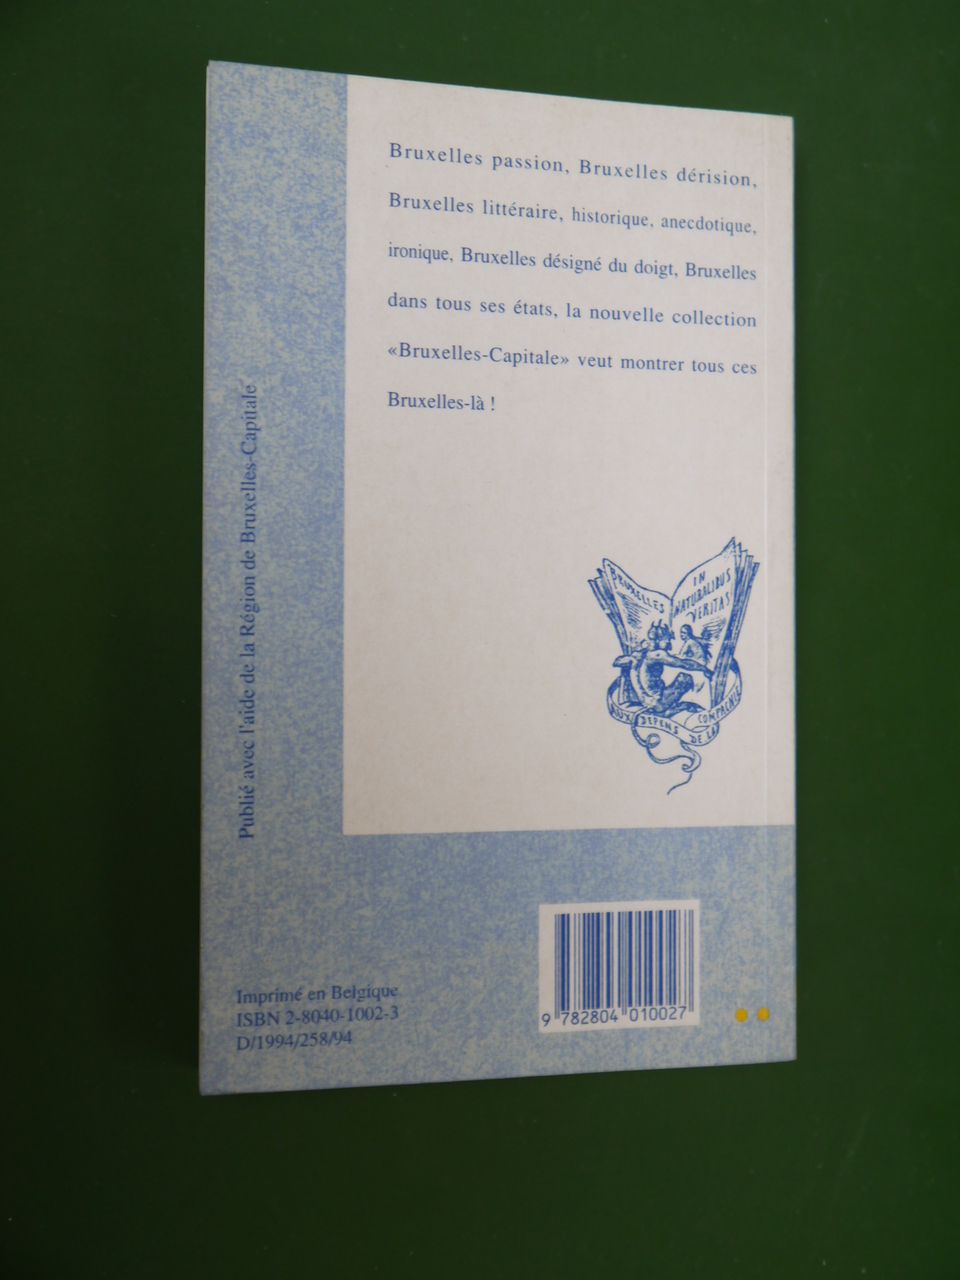 Bruxelles passion, Bruxelles dérision,
Bruxelles littéraire, historique, anecdotique,
ironique, Bruxelles désigné du doigt, Bruxelles
dans tous ses états, la nouvelle collection
«Bruxelles-Capitale» veut montrer tous ces
Bruxelles-là !
Publié avec l'aide de la Région de Bruxelles-Capitale
BRUXELLES
IN
NATURALIBUS
VERITAS
AUX DEPENS DE LA COMPAGNIE
Imprimé en Belgique
ISBN 2-8040-1002-3
D/1994/258/94
9 782804 010027